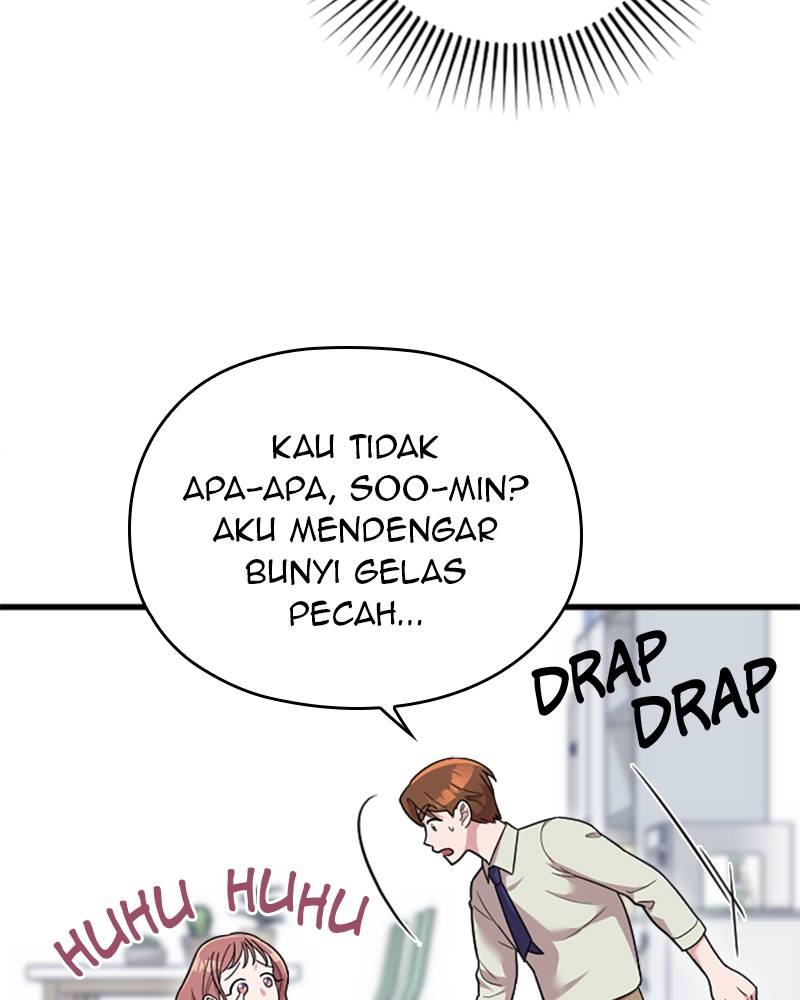 KAU TIDAK
APA-APA, SOO-MIN?
AKU MENDENGAR
BUNYI GELAS
PECAH...
DRAP
DRAP
HUHU HUHU